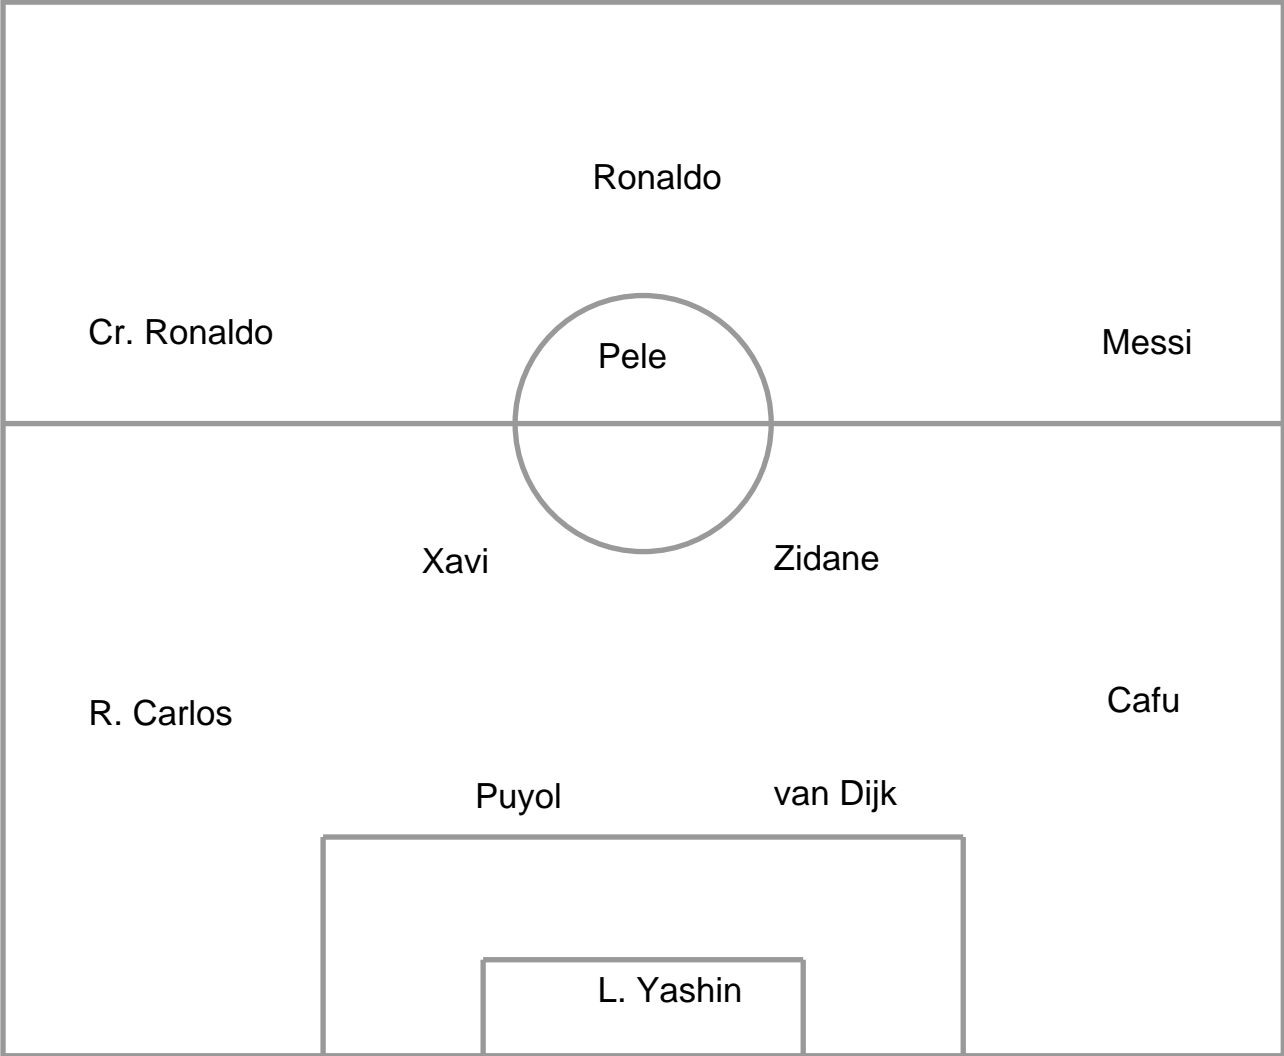 Ronaldo
Cr. Ronaldo
Pele
Messi
Xavi
Zidane
R. Carlos
Cafu
Puyol
van Dijk
L. Yashin